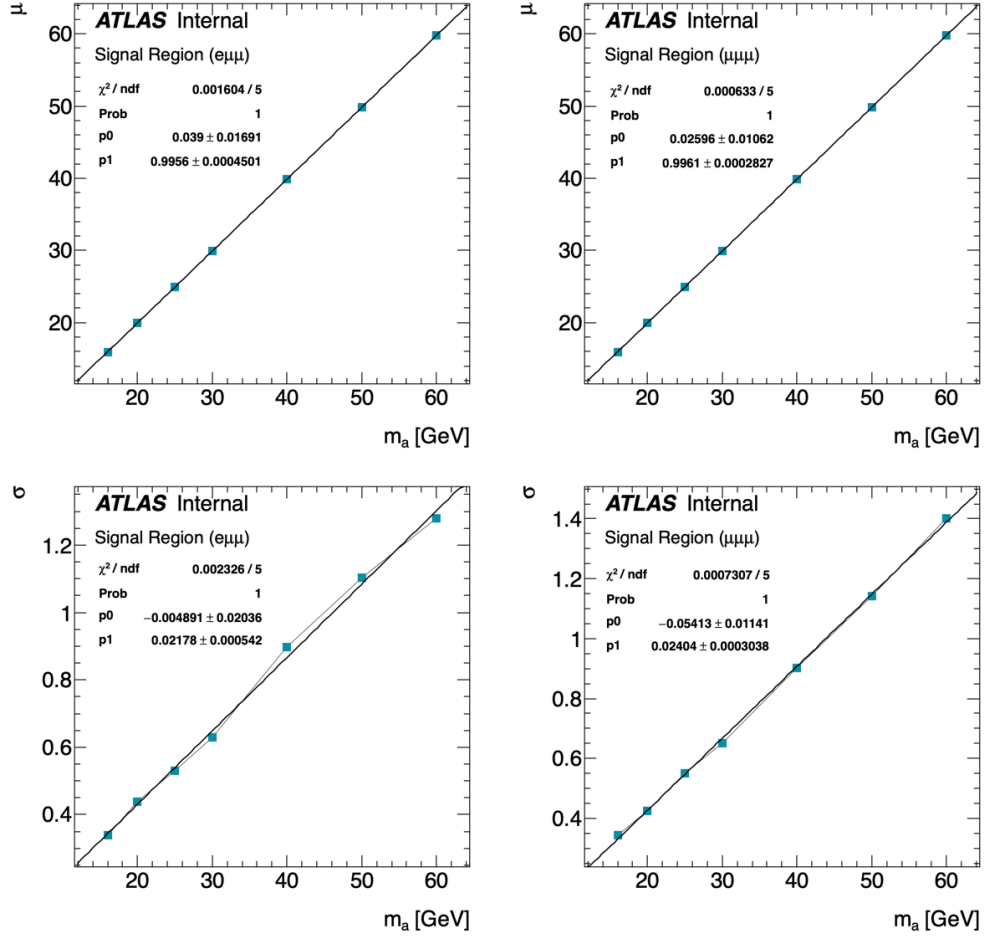 μ
ATLAS Internal
Signal Region (eμμ)
χ² / ndf 0.001604 / 5
Prob 1
p0 0.039 ± 0.01691
p1 0.9956 ± 0.0004501
60
50
40
30
20
20 30 40 50 60
mₐ [GeV]
μ
ATLAS Internal
Signal Region (μμμ)
χ² / ndf 0.000633 / 5
Prob 1
p0 0.02596 ± 0.01062
p1 0.9961 ± 0.0002827
60
50
40
30
20
20 30 40 50 60
mₐ [GeV]
σ
ATLAS Internal
Signal Region (eμμ)
χ² / ndf 0.002326 / 5
Prob 1
p0 −0.004891 ± 0.02036
p1 0.02178 ± 0.000542
1.2
1
0.8
0.6
0.4
20 30 40 50 60
mₐ [GeV]
σ
ATLAS Internal
Signal Region (μμμ)
χ² / ndf 0.0007307 / 5
Prob 1
p0 −0.05413 ± 0.01141
p1 0.02404 ± 0.0003038
1.4
1.2
1
0.8
0.6
0.4
20 30 40 50 60
mₐ [GeV]